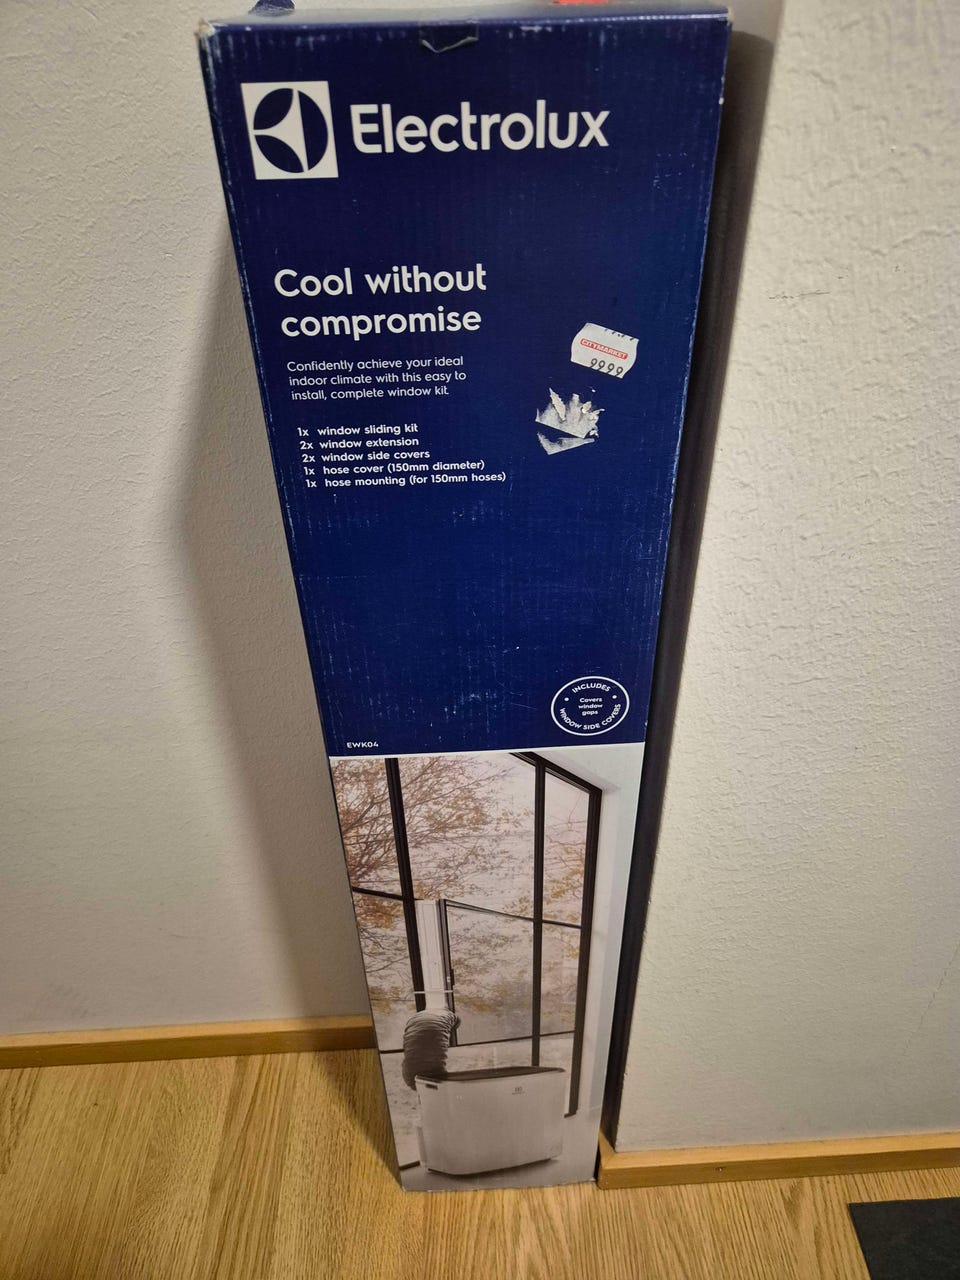 Electrolux
Cool without
compromise
Confidently achieve your ideal
indoor climate with this easy to
install, complete window kit.
1x window sliding kit
2x window extension
2x window side covers
1x hose cover (150mm diameter)
1x hose mounting (for 150mm hoses)
CITYMARKET
9999
INCLUDES
Covers
window
gaps
WINDOW SIDE COVERS
EWK04